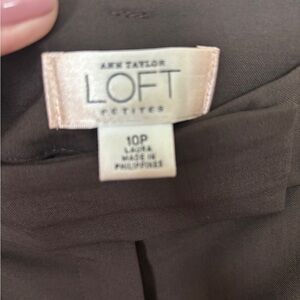 ANN TAYLOR
LOFT
PETITES
10P
LAURA
MADE IN
PHILIPPINES